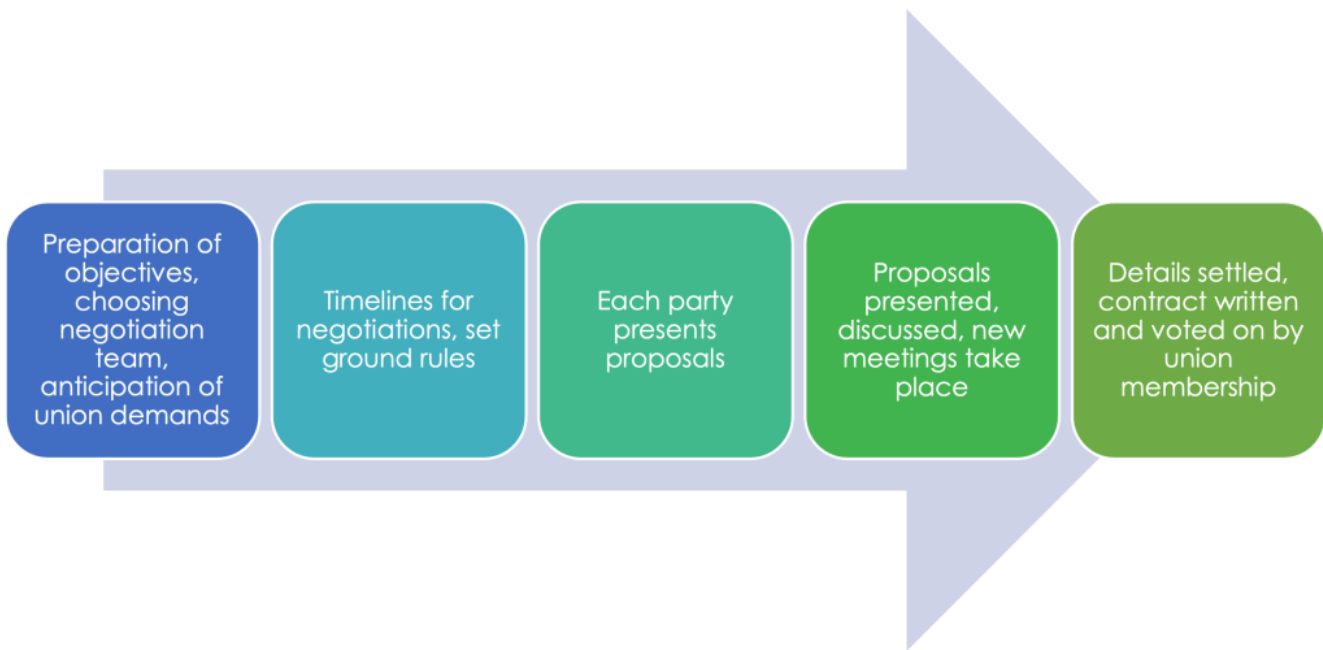 Preparation of
objectives,
choosing
negotiation
team,
anticipation of
union demands
Timelines for
negotiations, set
ground rules
Each party
presents
proposals
Proposals
presented,
discussed, new
meetings take
place
Details settled,
contract written
and voted on by
union
membership